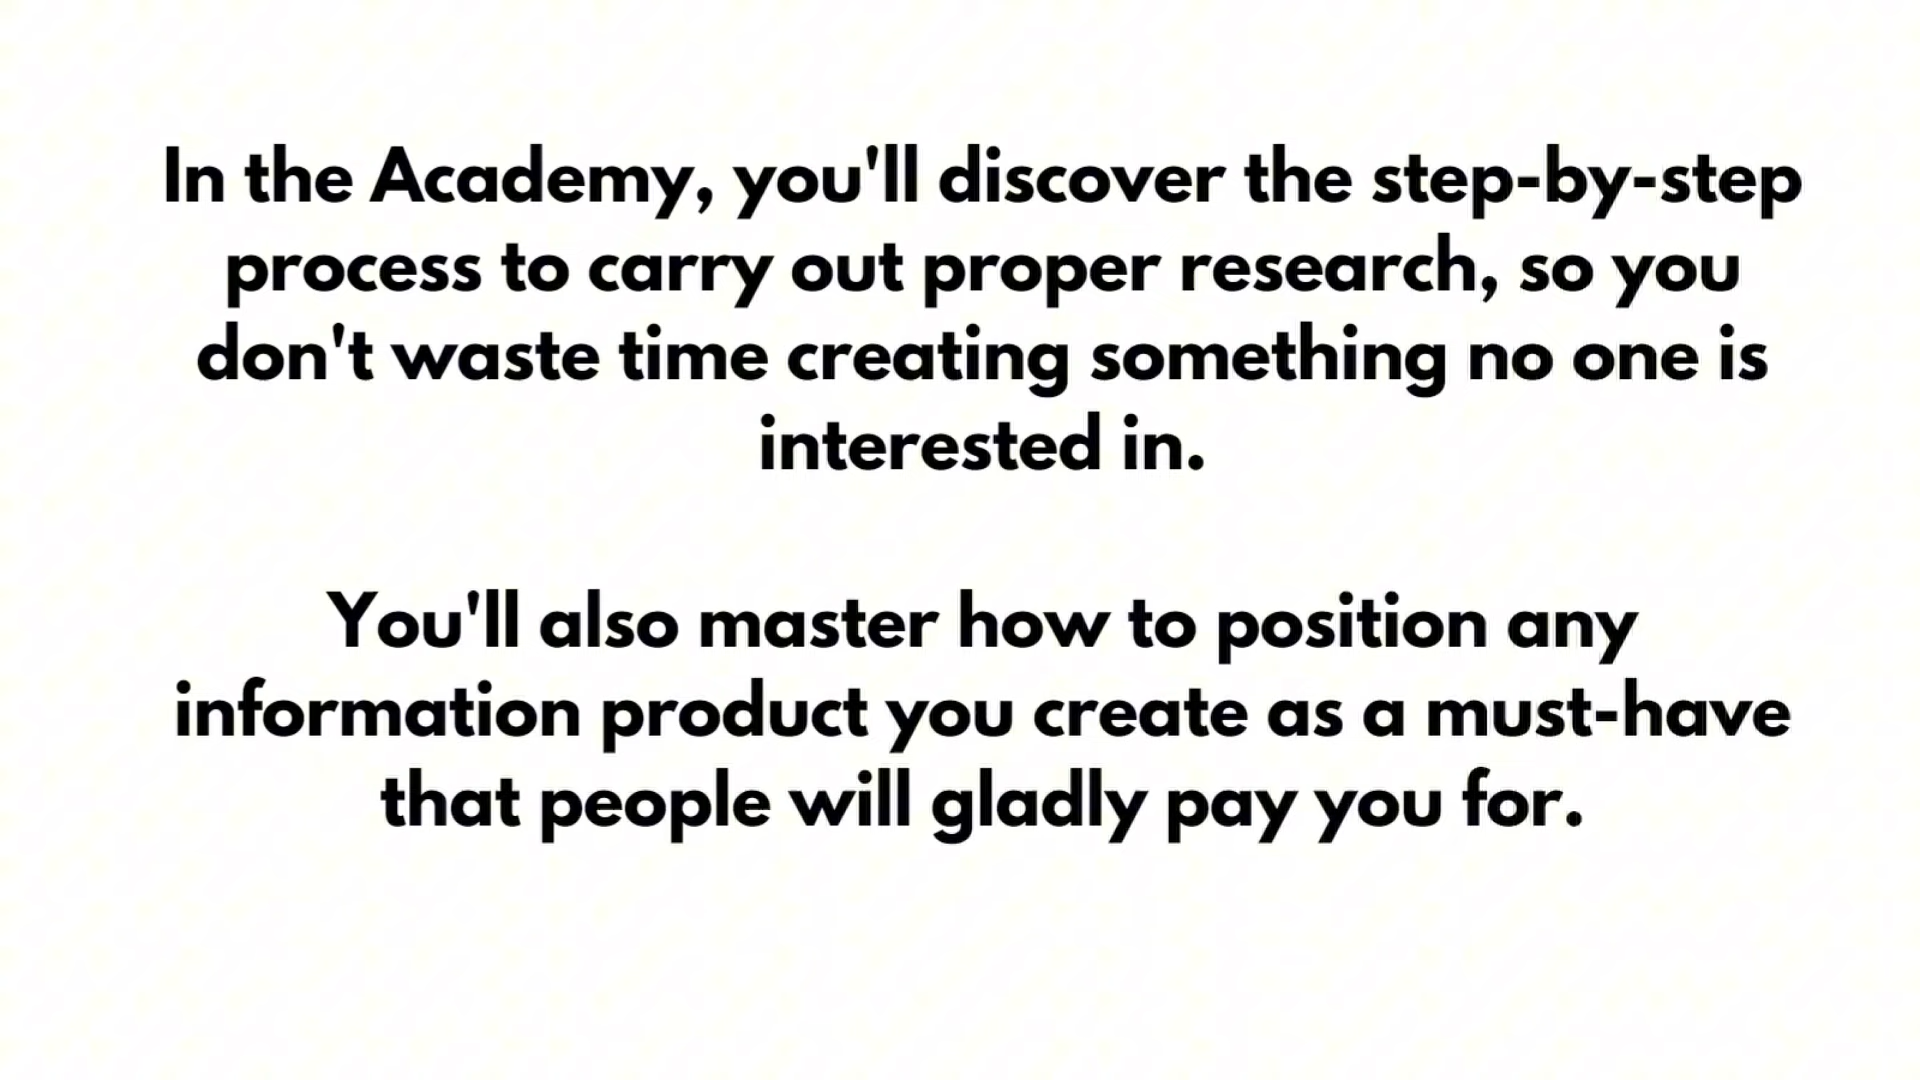 In the Academy, you'll discover the step-by-step
process to carry out proper research, so you
don't waste time creating something no one is
interested in.
You'll also master how to position any
information product you create as a must-have
that people will gladly pay you for.